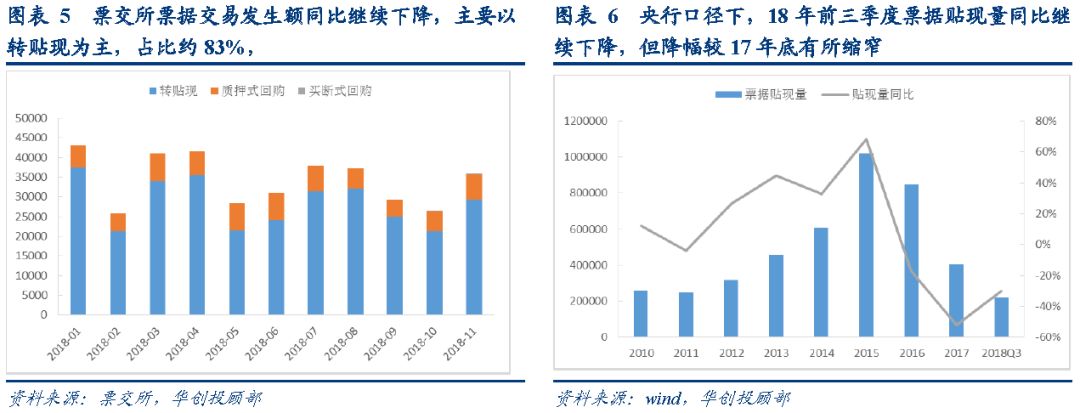 图表 5 票交所票据交易发生额同比继续下降，主要以
转贴现为主，占比约 83%，
转贴现 质押式回购 买断式回购
50000
45000
40000
35000
30000
25000
20000
15000
10000
5000
0
2018-01 2018-02 2018-03 2018-04 2018-05 2018-06 2018-07 2018-08 2018-09 2018-10 2018-11
资料来源：票交所，华创投顾部
图表 6 央行口径下，18 年前三季度票据贴现量同比继
续下降，但降幅较 17 年底有所缩窄
票据贴现量 贴现量同比
1200000 80%
1000000 60%
800000 40%
600000 20%
400000 0%
200000 -20%
0 -40%
-60%
2010 2011 2012 2013 2014 2015 2016 2017 2018Q3
资料来源：wind，华创投顾部